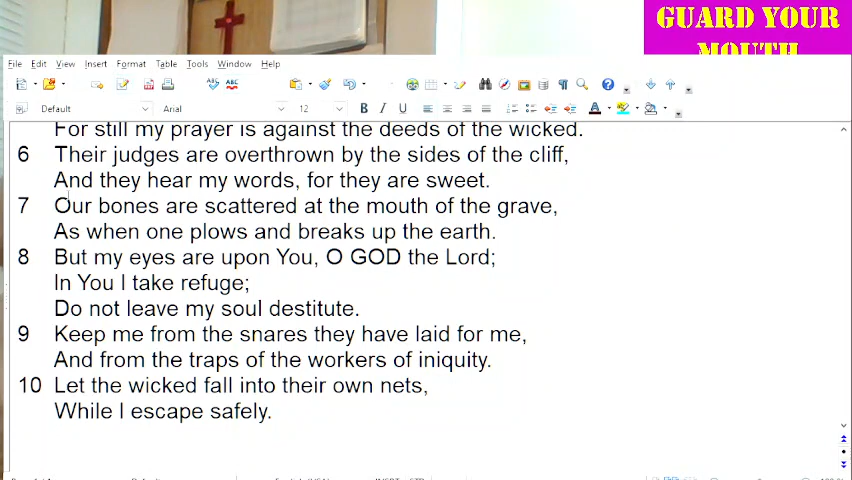 GUARD YOUR
MOUTH
File Edit View Insert Format Table Tools Window Help
Default Arial 12 B I U
For still my prayer is against the deeds of the wicked.
6 Their judges are overthrown by the sides of the cliff,
And they hear my words, for they are sweet.
7 Our bones are scattered at the mouth of the grave,
As when one plows and breaks up the earth.
8 But my eyes are upon You, O GOD the Lord;
In You I take refuge;
Do not leave my soul destitute.
9 Keep me from the snares they have laid for me,
And from the traps of the workers of iniquity.
10 Let the wicked fall into their own nets,
While I escape safely.